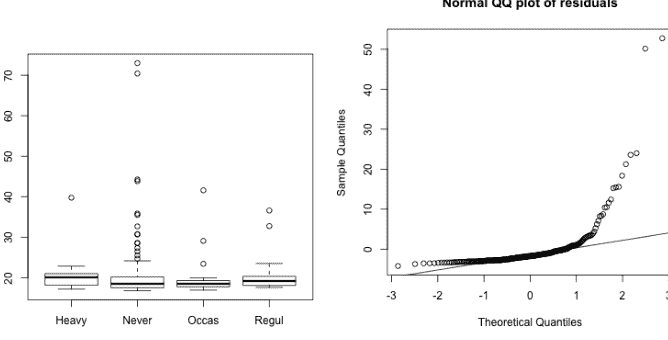 Normal QQ plot of residuals
70
60
50
40
30
20
Heavy Never Occas Regul
Sample Quantiles
50
40
30
20
10
0
-3 -2 -1 0 1 2 3
Theoretical Quantiles